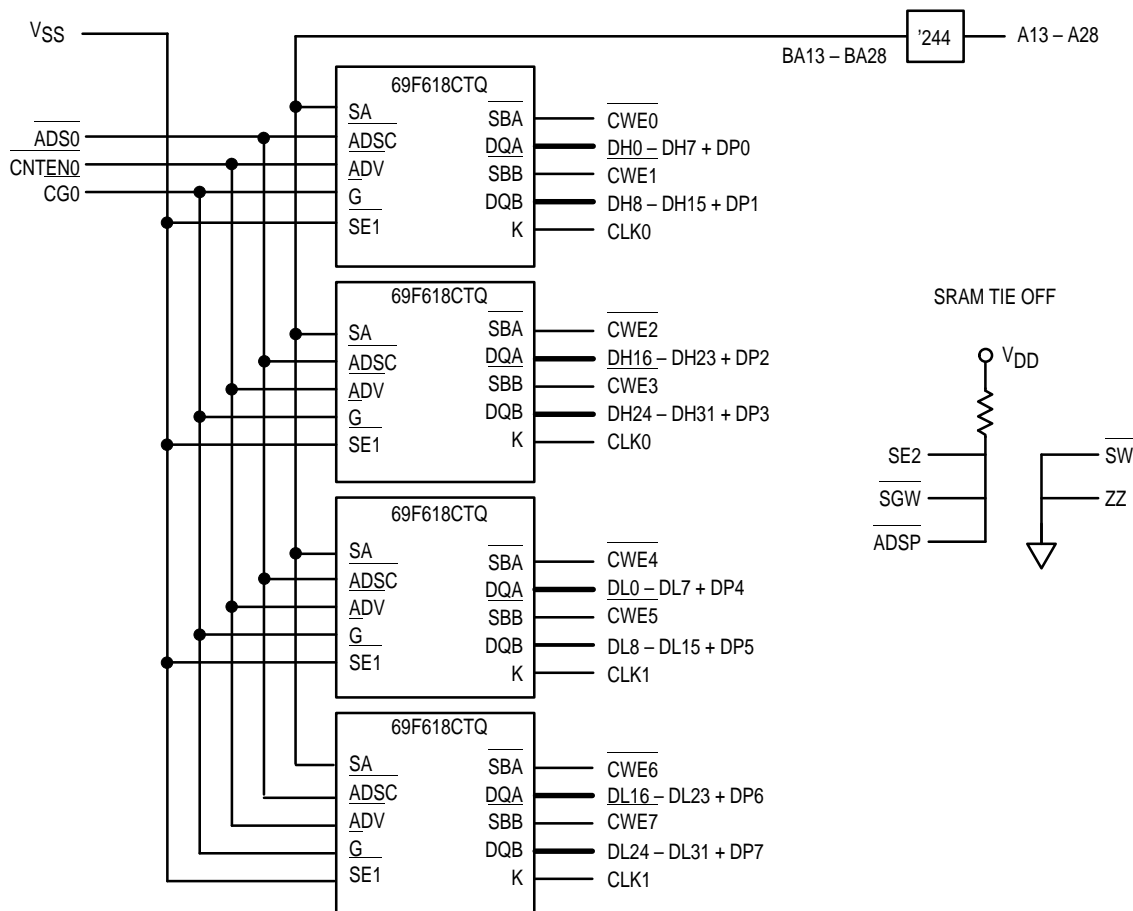 VSS
'244
A13 – A28
BA13 – BA28
ADS0
CNTEN0
CG0
69F618CTQ
SA
ADSC
ADV
G
SE1
SBA
DQA
SBB
DQB
K
CWE0
DH0 – DH7 + DP0
CWE1
DH8 – DH15 + DP1
CLK0
69F618CTQ
SA
ADSC
ADV
G
SE1
SBA
DQA
SBB
DQB
K
CWE2
DH16 – DH23 + DP2
CWE3
DH24 – DH31 + DP3
CLK0
69F618CTQ
SA
ADSC
ADV
G
SE1
SBA
DQA
SBB
DQB
K
CWE4
DL0 – DL7 + DP4
CWE5
DL8 – DL15 + DP5
CLK1
69F618CTQ
SA
ADSC
ADV
G
SE1
SBA
DQA
SBB
DQB
K
CWE6
DL16 – DL23 + DP6
CWE7
DL24 – DL31 + DP7
CLK1
SRAM TIE OFF
VDD
SE2
SGW
ADSP
SW
ZZ